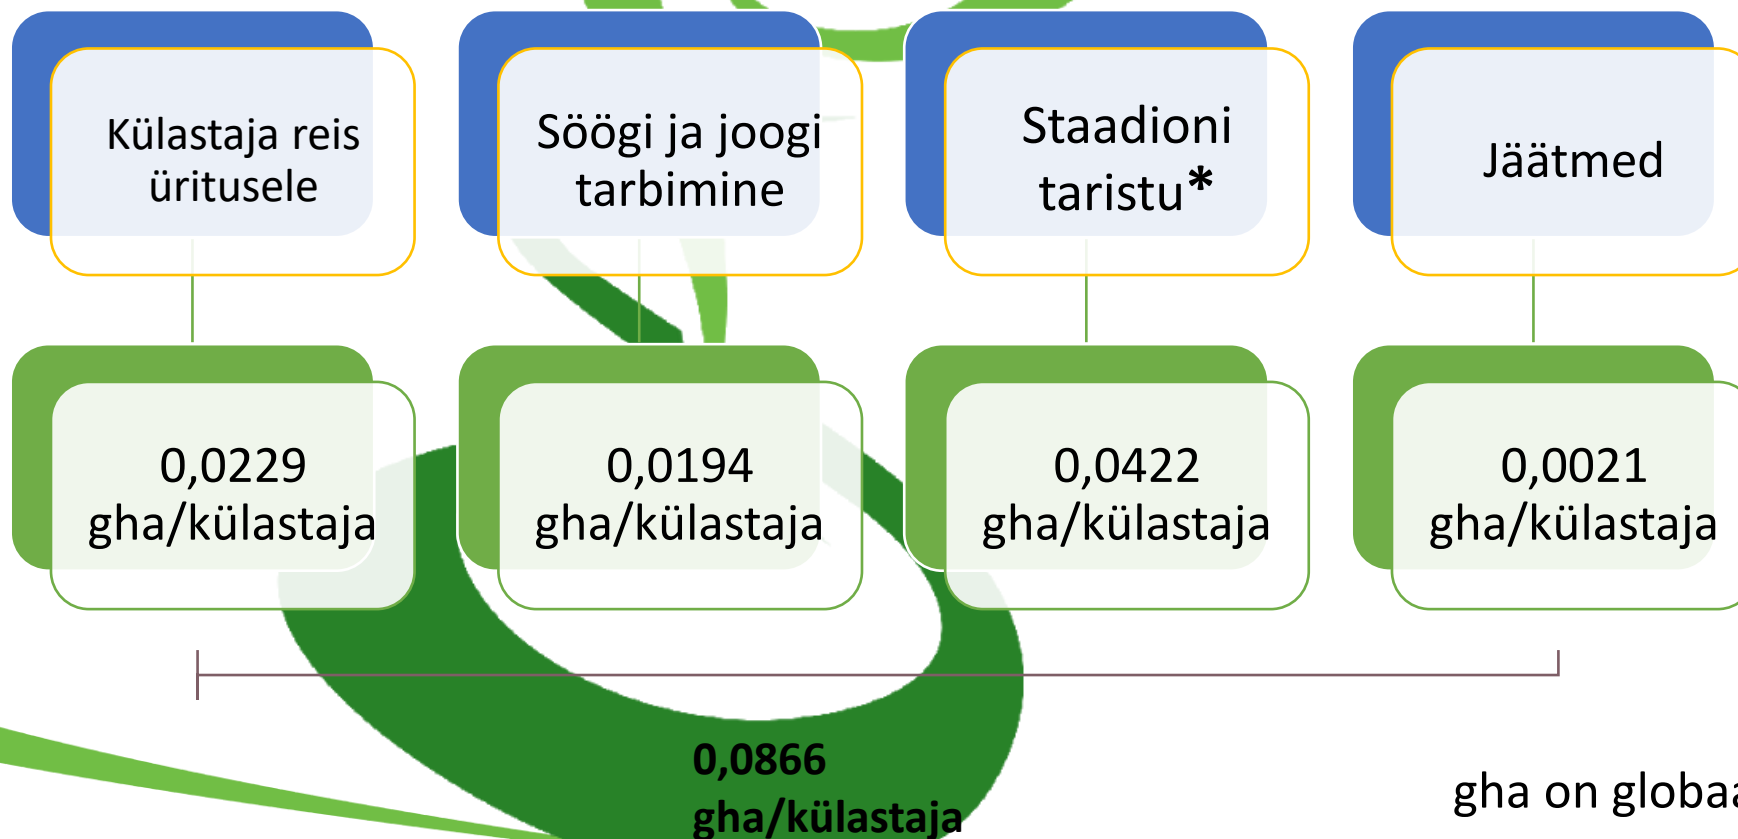 Külastaja reis
üritusele
Söögi ja joogi
tarbimine
Staadioni
taristu*
Jäätmed
0,0229
gha/külastaja
0,0194
gha/külastaja
0,0422
gha/külastaja
0,0021
gha/külastaja
0,0866
gha/külastaja
gha on